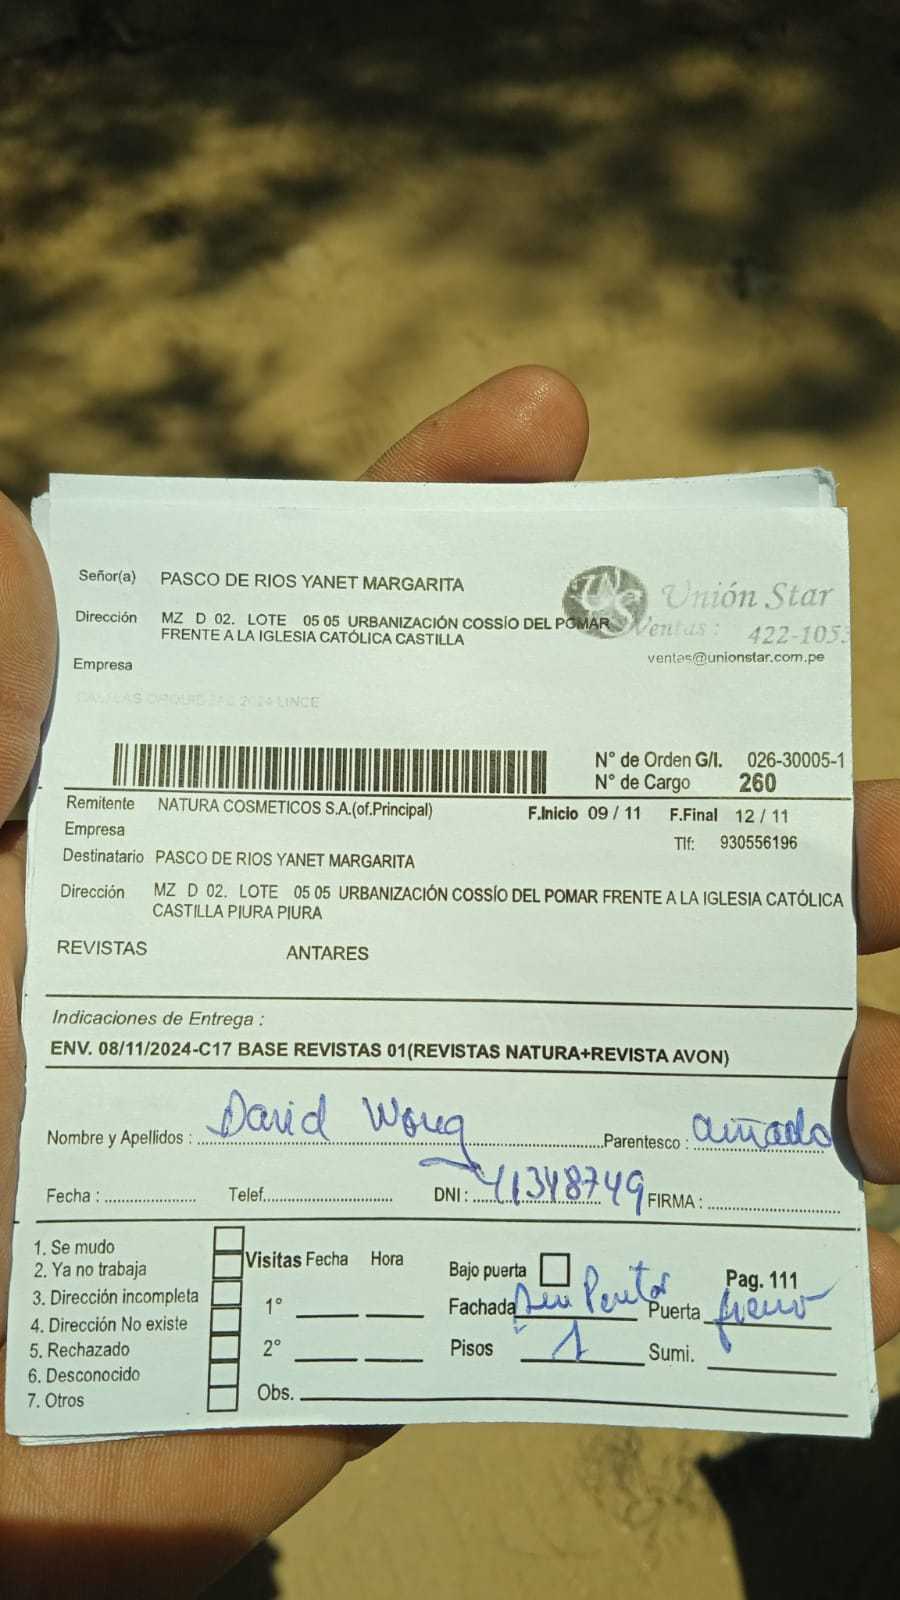 Señor(a) PASCO DE RIOS YANET MARGARITA
Unión Star
Dirección MZ D 02. LOTE 05 05 URBANIZACIÓN COSSÍO DEL POMAR
FRENTE A LA IGLESIA CATÓLICA CASTILLA
Ventas : 422-1053
Empresa
ventas@unionstar.com.pe
2024 LINCE
N° de Orden G/I. 026-30005-1
N° de Cargo 260
Remitente NATURA COSMETICOS S.A.(of.Principal)
F.Inicio 09 / 11 F.Final 12 / 11
Empresa
Tlf: 930556196
Destinatario PASCO DE RIOS YANET MARGARITA
Dirección MZ D 02. LOTE 05 05 URBANIZACIÓN COSSÍO DEL POMAR FRENTE A LA IGLESIA CATÓLICA
CASTILLA PIURA PIURA
REVISTAS ANTARES
Indicaciones de Entrega :
ENV. 08/11/2024-C17 BASE REVISTAS 01(REVISTAS NATURA+REVISTA AVON)
Nombre y Apellidos : David Wong Parentesco : cuñado
Fecha : Telef. DNI : 41348749 FIRMA :
1. Se mudo
2. Ya no trabaja
3. Dirección incompleta
4. Dirección No existe
5. Rechazado
6. Desconocido
7. Otros
Visitas Fecha Hora
1°
2°
Obs.
Bajo puerta Pag. 111
Fachada Sin Pintar Puerta fierro
Pisos 1 Sumi.